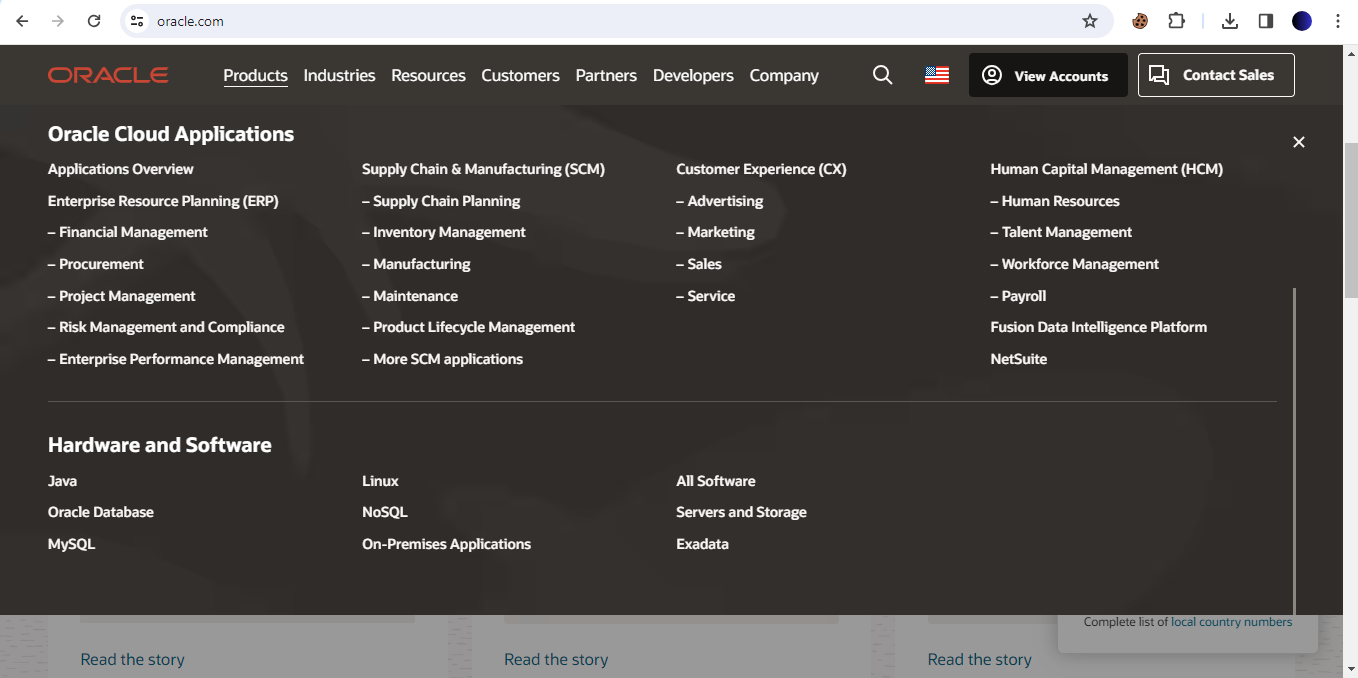 oracle.com
ORACLE
Products Industries Resources Customers Partners Developers Company
View Accounts
Contact Sales
Oracle Cloud Applications
Applications Overview
Enterprise Resource Planning (ERP)
– Financial Management
– Procurement
– Project Management
– Risk Management and Compliance
– Enterprise Performance Management
Supply Chain & Manufacturing (SCM)
– Supply Chain Planning
– Inventory Management
– Manufacturing
– Maintenance
– Product Lifecycle Management
– More SCM applications
Customer Experience (CX)
– Advertising
– Marketing
– Sales
– Service
Human Capital Management (HCM)
– Human Resources
– Talent Management
– Workforce Management
– Payroll
Fusion Data Intelligence Platform
NetSuite
Hardware and Software
Java
Oracle Database
MySQL
Linux
NoSQL
On-Premises Applications
All Software
Servers and Storage
Exadata
Complete list of local country numbers
Read the story
Read the story
Read the story